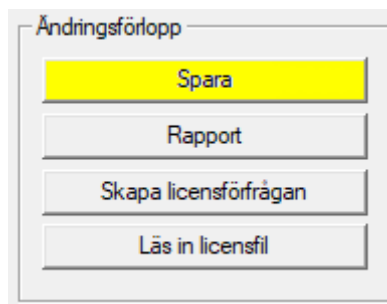 Ändringsförlopp
Spara
Rapport
Skapa licensförfrågan
Läs in licensfil